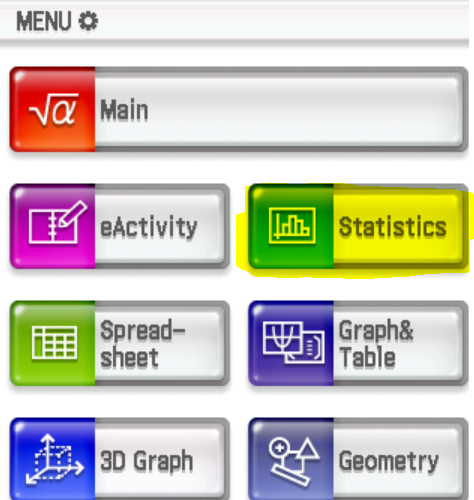 MENU
√α Main
eActivity
Statistics
Spread-
sheet
Graph&
Table
3D Graph
Geometry